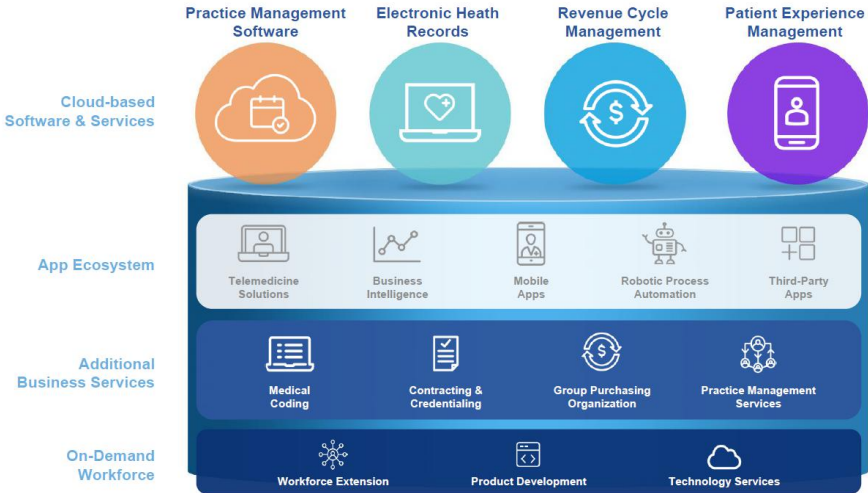 Practice Management
Software
Electronic Heath
Records
Revenue Cycle
Management
Patient Experience
Management
Cloud-based
Software & Services
App Ecosystem
Telemedicine
Solutions
Business
Intelligence
Mobile
Apps
Robotic Process
Automation
Third-Party
Apps
Additional
Business Services
Medical
Coding
Contracting &
Credentialing
Group Purchasing
Organization
Practice Management
Services
On-Demand
Workforce
Workforce Extension
Product Development
Technology Services